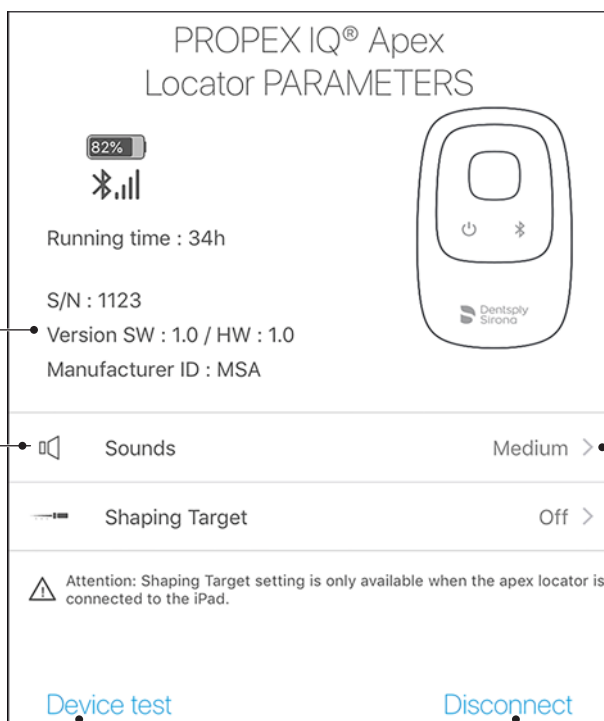 PROPEX IQ® Apex
Locator PARAMETERS
82%
Running time : 34h
Dentsply
Sirona
S/N : 1123
Version SW : 1.0 / HW : 1.0
Manufacturer ID : MSA
Sounds
Medium
Shaping Target
Off
Attention: Shaping Target setting is only available when the apex locator is
connected to the iPad.
Device test
Disconnect